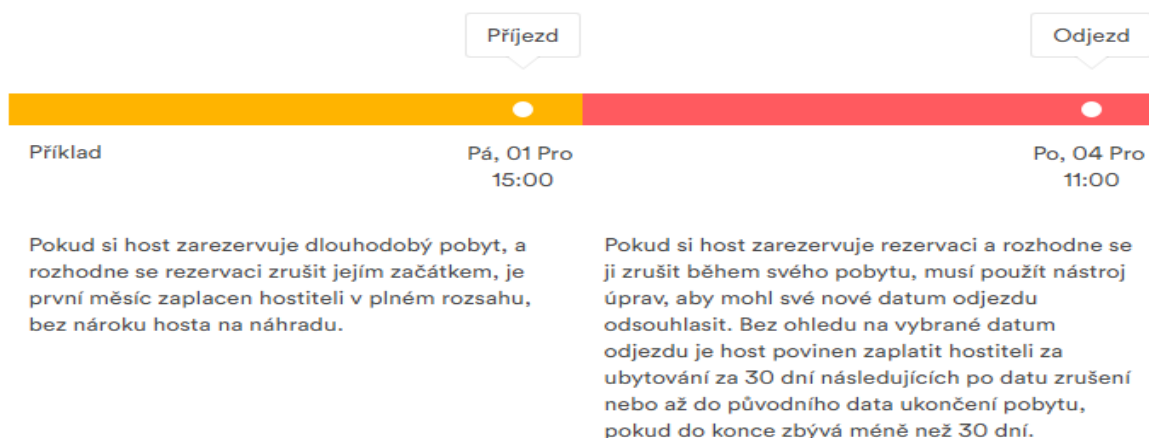 Příjezd
Odjezd
Příklad
Pá, 01 Pro
15:00
Po, 04 Pro
11:00
Pokud si host zarezervuje dlouhodobý pobyt, a
rozhodne se rezervaci zrušit jejím začátkem, je
první měsíc zaplacen hostiteli v plném rozsahu,
bez nároku hosta na náhradu.
Pokud si host zarezervuje rezervaci a rozhodne se
ji zrušit během svého pobytu, musí použít nástroj
úprav, aby mohl své nové datum odjezdu
odsouhlasit. Bez ohledu na vybrané datum
odjezdu je host povinen zaplatit hostiteli za
ubytování za 30 dní následujících po datu zrušení
nebo až do původního data ukončení pobytu,
pokud do konce zbývá méně než 30 dní.